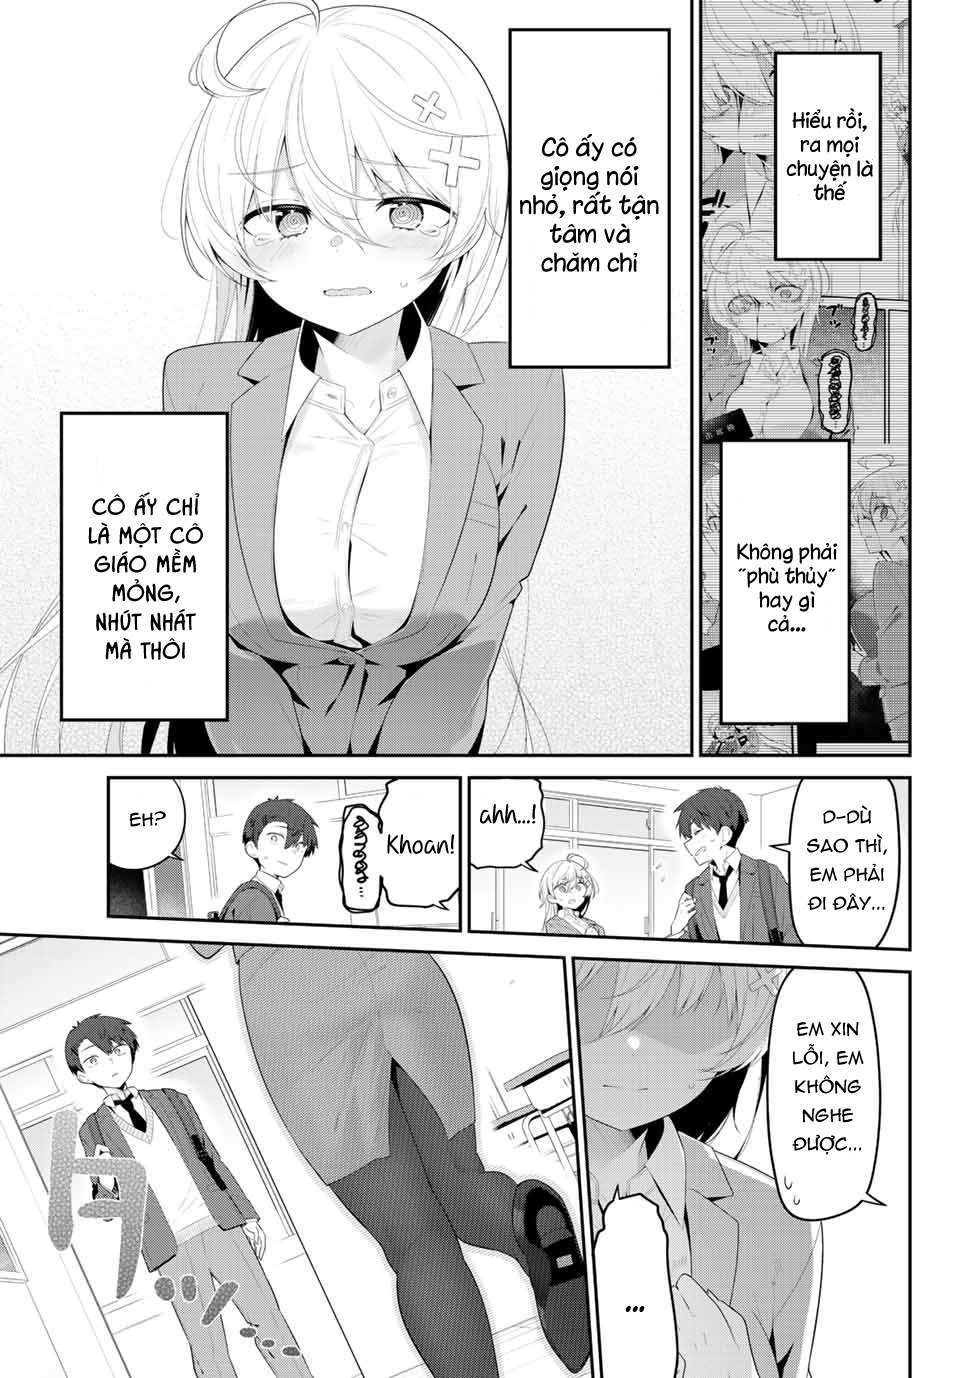 Hiểu rồi,
ra mọi
chuyện là
thế
Không phải
"phù thủy"
hay gì
cả...
Cô ấy có
giọng nói
nhỏ, rất tận
tâm và
chăm chỉ
CÔ ẤY CHỈ
LÀ MỘT CÔ
GIÁO MỀM
MỎNG,
NHÚT NHÁT
MÀ THÔI
D-DÙ
SAO THÌ,
EM PHẢI
ĐI ĐÂY...
ahh...!
Khoan!
EH?
EM XIN
LỖI, EM
KHÔNG
NGHE
ĐƯỢC...
...
タッ